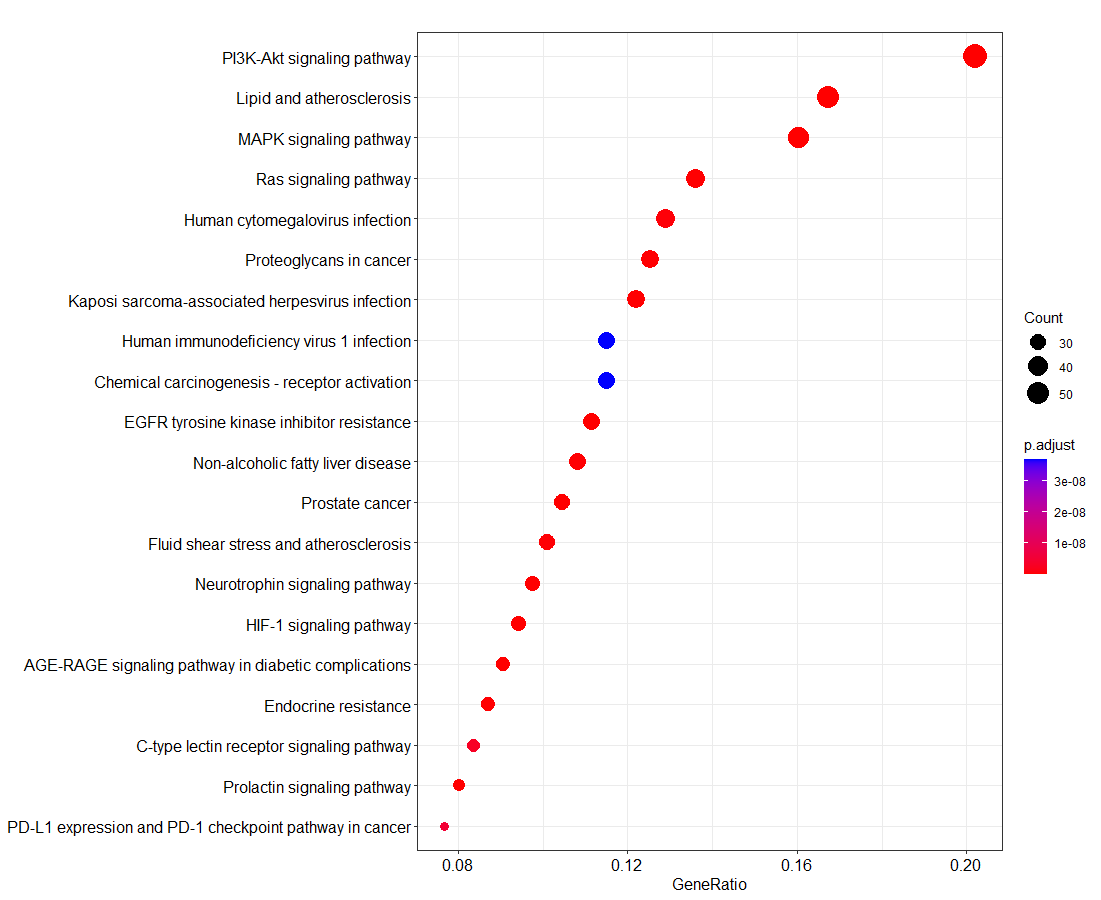 PI3K-Akt signaling pathway
Lipid and atherosclerosis
MAPK signaling pathway
Ras signaling pathway
Human cytomegalovirus infection
Proteoglycans in cancer
Kaposi sarcoma-associated herpesvirus infection
Human immunodeficiency virus 1 infection
Chemical carcinogenesis - receptor activation
EGFR tyrosine kinase inhibitor resistance
Non-alcoholic fatty liver disease
Prostate cancer
Fluid shear stress and atherosclerosis
Neurotrophin signaling pathway
HIF-1 signaling pathway
AGE-RAGE signaling pathway in diabetic complications
Endocrine resistance
C-type lectin receptor signaling pathway
Prolactin signaling pathway
PD-L1 expression and PD-1 checkpoint pathway in cancer
0.08 0.12 0.16 0.20
GeneRatio
Count
30
40
50
p.adjust
3e-08
2e-08
1e-08